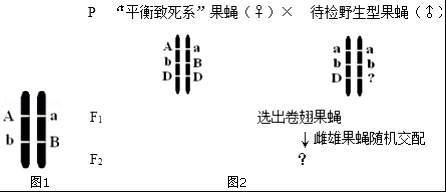 P “平衡致死系”果蝇(♀)× 待检野生型果蝇(♂)
A a a a
b B b b
D D D ?
A a
b B
F1 选出卷翅果蝇
↓雌雄果蝇随机交配
F2 ?
图1 图2